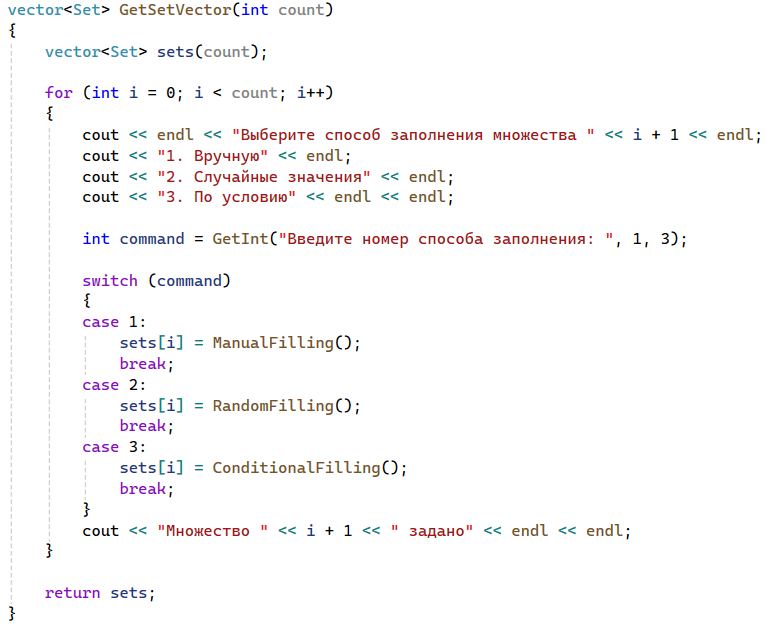 vector<Set> GetSetVector(int count)
{
    vector<Set> sets(count);

    for (int i = 0; i < count; i++)
    {
        cout << endl << "Выберите способ заполнения множества " << i + 1 << endl;
        cout << "1. Вручную" << endl;
        cout << "2. Случайные значения" << endl;
        cout << "3. По условию" << endl << endl;

        int command = GetInt("Введите номер способа заполнения: ", 1, 3);

        switch (command)
        {
        case 1:
            sets[i] = ManualFilling();
            break;
        case 2:
            sets[i] = RandomFilling();
            break;
        case 3:
            sets[i] = ConditionalFilling();
            break;
        }
        cout << "Множество " << i + 1 << " задано" << endl << endl;
    }

    return sets;
}